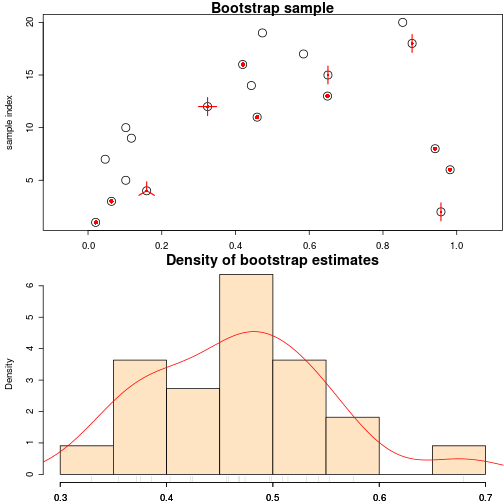 Bootstrap sample
20
15
10
5
sample index
0.0 0.2 0.4 0.6 0.8 1.0
Density of bootstrap estimates
6
5
4
3
2
1
0
Density
0.3 0.4 0.5 0.6 0.7